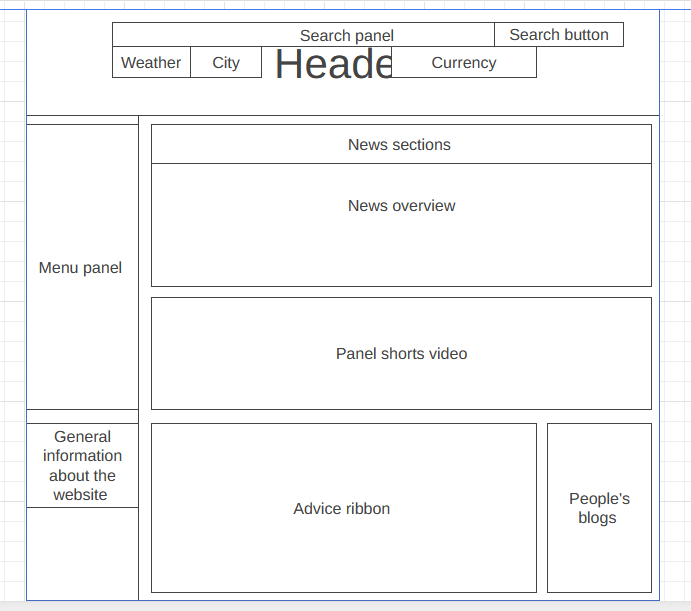 Search panel
Search button
Weather
City
Heade
Currency
News sections
News overview
Menu panel
Panel shorts video
General
information
about the
website
Advice ribbon
People's
blogs